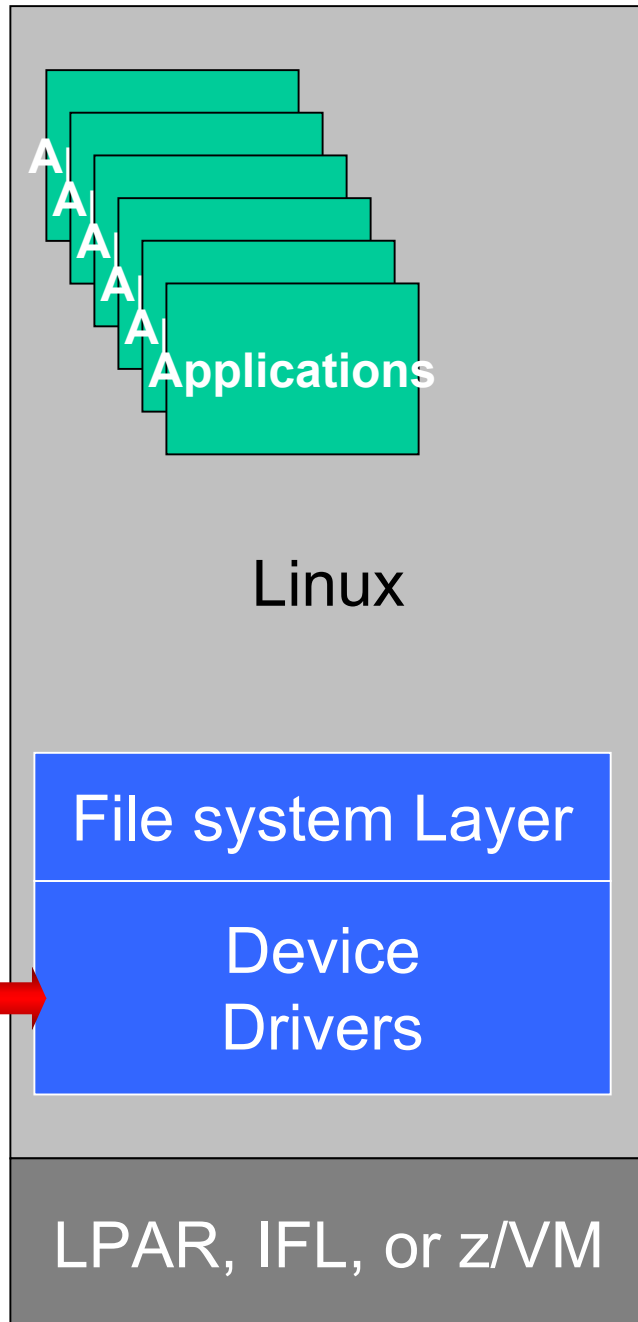 A
A
A
A
A
Applications
Linux
File system Layer
Device
Drivers
LPAR, IFL, or z/VM